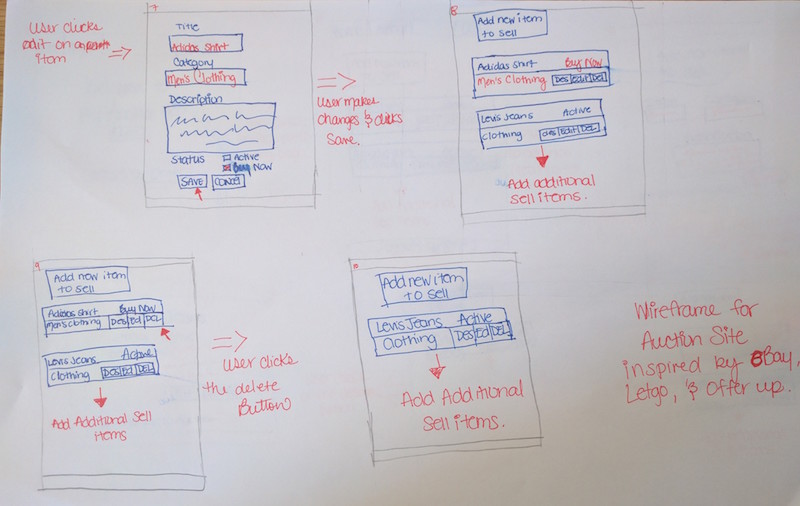 User clicks
edit on a
item
7
Title
Adidas Shirt
Category
Men's Clothing
Description
Status
Active
Buy Now
SAVE
CANCEL
User makes
changes & clicks
Save.
8
Add new item
to sell
Adidas Shirt Buy Now
Men's Clothing Des Edit Del
Levis Jeans Active
Clothing des Edit DEL
Add additional
sell items.
9
Add new item
to sell
Adidas shirt Buy Now
Mens clothing Des Ed DEL
Levis Jeans Active
Clothing Des Ed DEL
Add Additional Sell
Items
User clicks
the delete
Button
Add new item
to sell
Levis Jeans Active
Clothing Des Ed DEL
Add Additional
Sell items.
Wireframe for
Auction Site
inspired by EBay,
Letgo, & Offer up.